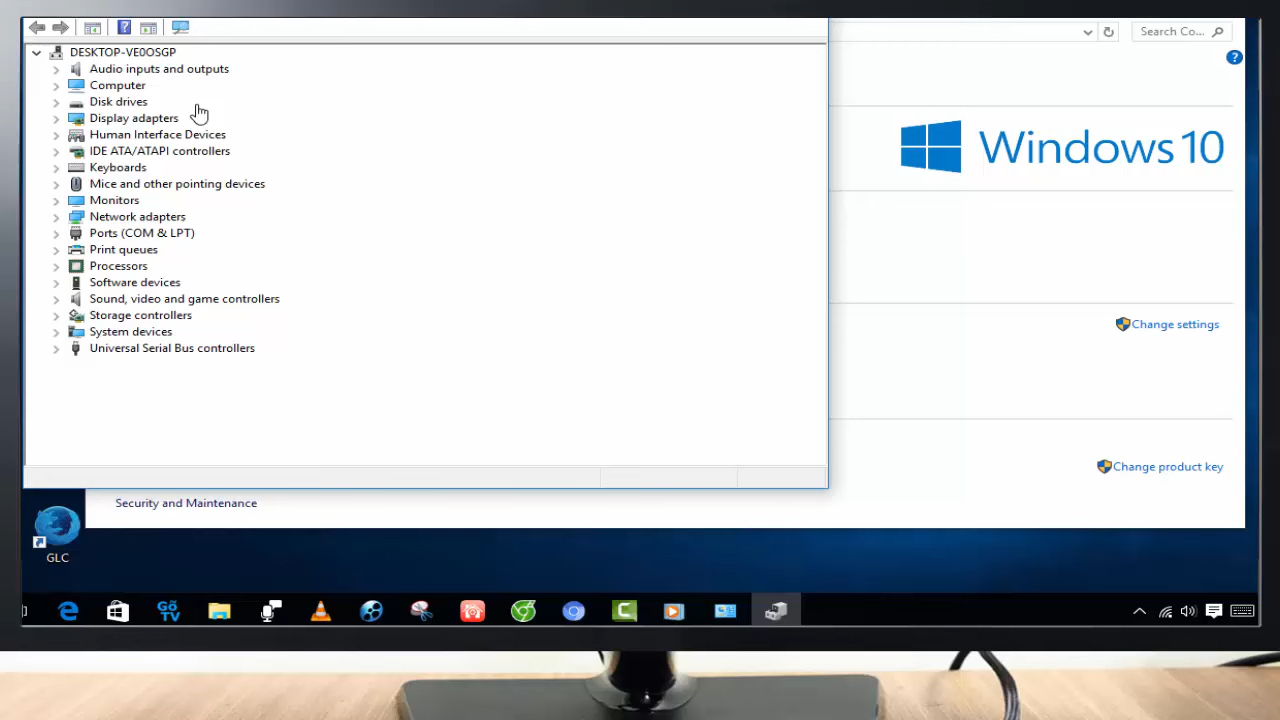 DESKTOP-VE0OSGP
Audio inputs and outputs
Computer
Disk drives
Display adapters
Human Interface Devices
IDE ATA/ATAPI controllers
Keyboards
Mice and other pointing devices
Monitors
Network adapters
Ports (COM & LPT)
Print queues
Processors
Software devices
Sound, video and game controllers
Storage controllers
System devices
Universal Serial Bus controllers
Search Co...
Windows 10
Change settings
Change product key
Security and Maintenance
GLC
GöTV